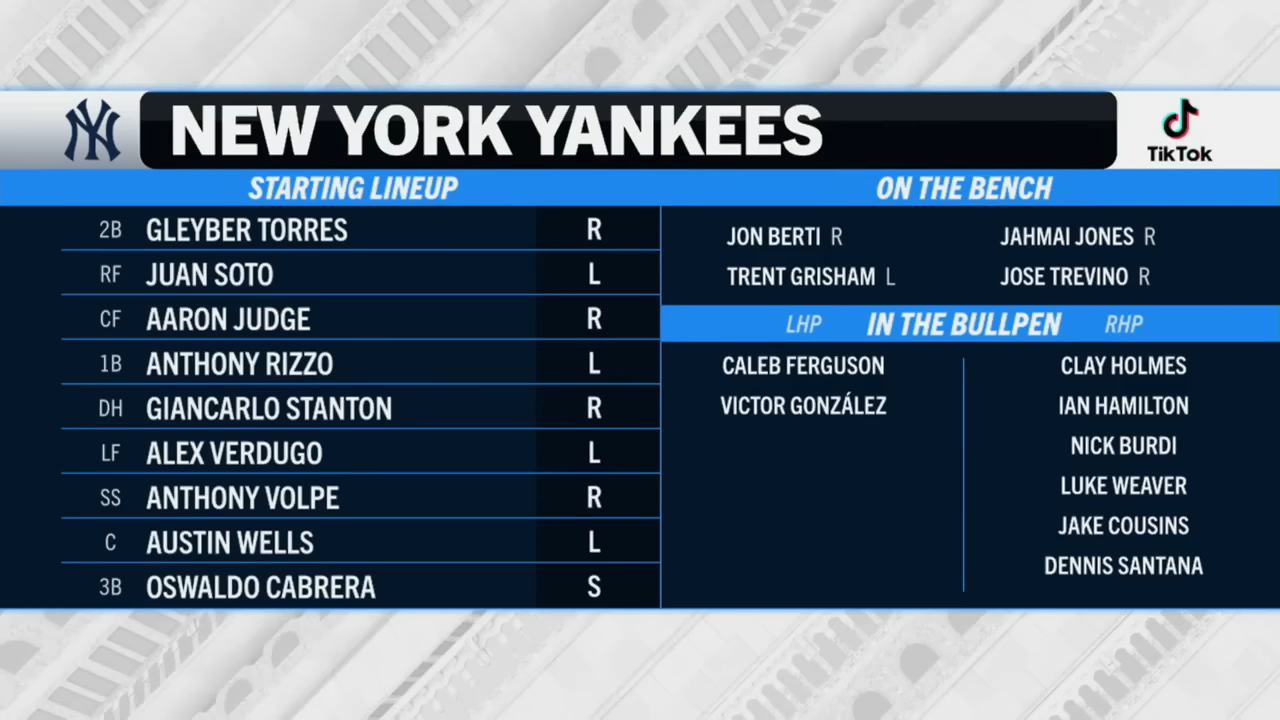 NY
NEW YORK YANKEES
TikTok
STARTING LINEUP
2B GLEYBER TORRES R
RF JUAN SOTO L
CF AARON JUDGE R
1B ANTHONY RIZZO L
DH GIANCARLO STANTON R
LF ALEX VERDUGO L
SS ANTHONY VOLPE R
C AUSTIN WELLS L
3B OSWALDO CABRERA S
ON THE BENCH
JON BERTI R JAHMAI JONES R
TRENT GRISHAM L JOSE TREVINO R
LHP IN THE BULLPEN RHP
CALEB FERGUSON CLAY HOLMES
VICTOR GONZÁLEZ IAN HAMILTON
NICK BURDI
LUKE WEAVER
JAKE COUSINS
DENNIS SANTANA